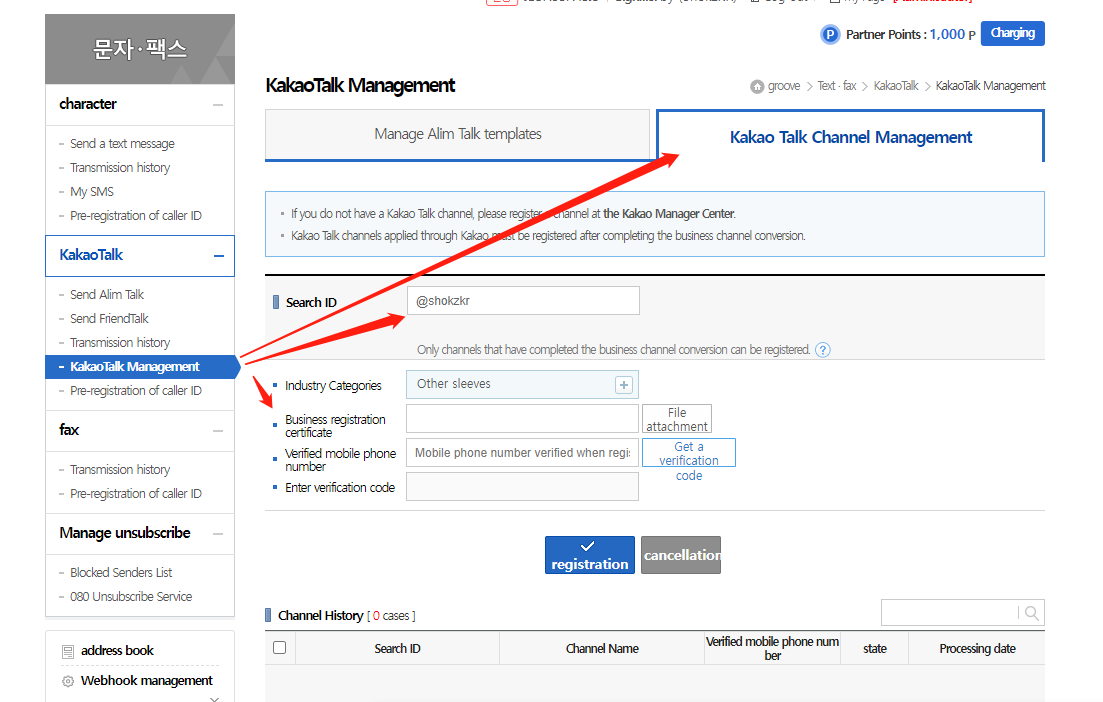 P Partner Points : 1,000 P Charging
문자·팩스
character
Send a text message
Transmission history
My SMS
Pre-registration of caller ID
KakaoTalk
Send Alim Talk
Send FriendTalk
Transmission history
KakaoTalk Management
Pre-registration of caller ID
fax
Transmission history
Pre-registration of caller ID
Manage unsubscribe
Blocked Senders List
080 Unsubscribe Service
address book
Webhook management
KakaoTalk Management
groove > Text · fax > KakaoTalk > KakaoTalk Management
Manage Alim Talk templates
Kakao Talk Channel Management
If you do not have a Kakao Talk channel, please register channel at the Kakao Manager Center.
Kakao Talk channels applied through Kakao must be registered after completing the business channel conversion.
Search ID
@shokzkr
Only channels that have completed the business channel conversion can be registered. ?
Industry Categories
Other sleeves +
Business registration
certificate
File
attachment
Verified mobile phone
number
Mobile phone number verified when regis
Get a
verification
code
Enter verification code
registration
cancellation
Channel History [ 0 cases ]
Search ID
Channel Name
Verified mobile phone num
ber
state
Processing date